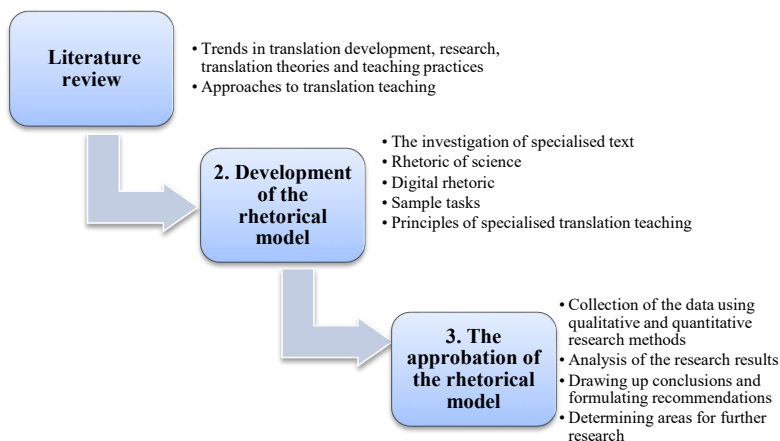 Literature
review
• Trends in translation development, research,
translation theories and teaching practices
• Approaches to translation teaching
2. Development
of the
rhetorical
model
• The investigation of specialised text
• Rhetoric of science
• Digital rhetoric
• Sample tasks
• Principles of specialised translation teaching
3. The
approbation of
the rhetorical
model
• Collection of the data using
qualitative and quantitative
research methods
• Analysis of the research results
• Drawing up conclusions and
formulating recommendations
• Determining areas for further
research